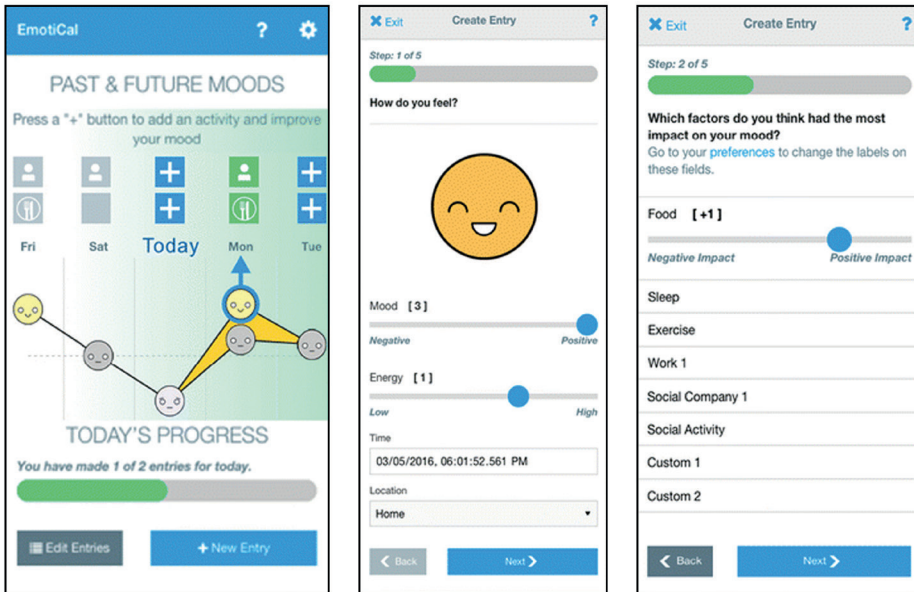 EmotiCal ?
PAST & FUTURE MOODS
Press a "+" button to add an activity and improve
your mood
Fri Sat Today Mon Tue
TODAY'S PROGRESS
You have made 1 of 2 entries for today.
Edit Entries + New Entry
Exit Create Entry ?
Step: 1 of 5
How do you feel?
Mood [ 3 ]
Negative Positive
Energy [ 1 ]
Low High
Time
03/05/2016, 06:01:52.561 PM
Location
Home
Back Next
Exit Create Entry ?
Step: 2 of 5
Which factors do you think had the most
impact on your mood?
Go to your preferences to change the labels on
these fields.
Food [ +1 ]
Negative Impact Positive Impact
Sleep
Exercise
Work 1
Social Company 1
Social Activity
Custom 1
Custom 2
Back Next